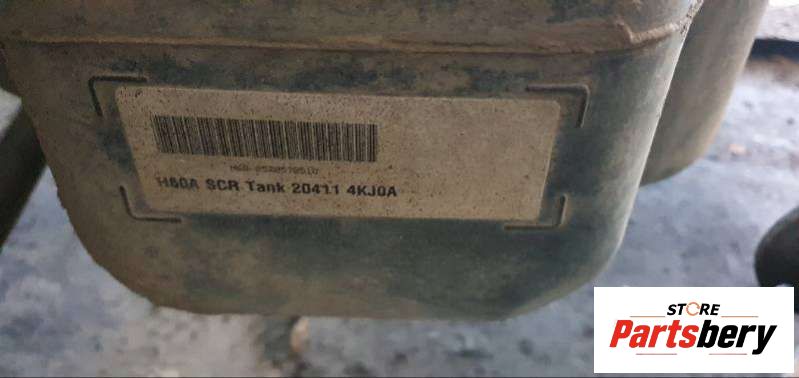 H60A SCR Tank 20411 4KJ0A
STORE
Partsbery